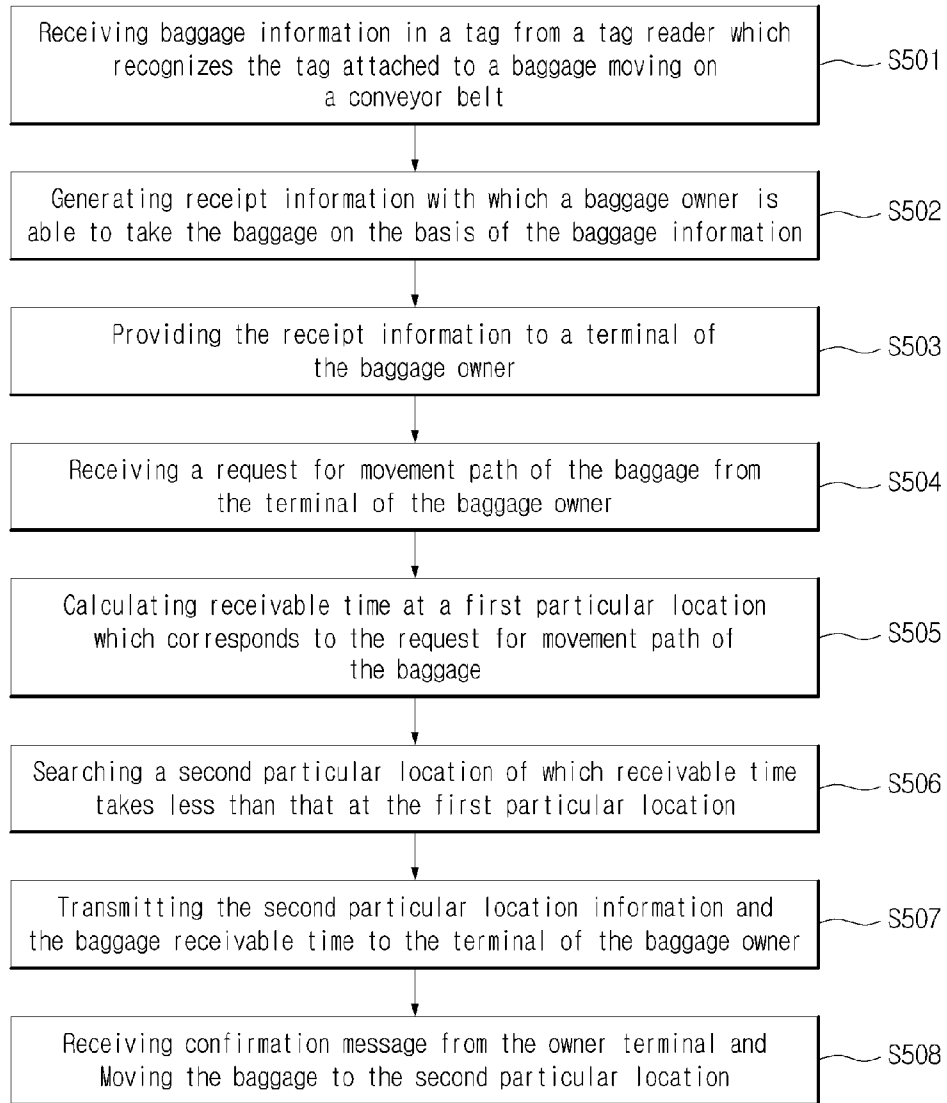 Receiving baggage information in a tag from a tag reader which
recognizes the tag attached to a baggage moving on
a conveyor belt
S501
Generating receipt information with which a baggage owner is
able to take the baggage on the basis of the baggage information
S502
Providing the receipt information to a terminal of
the baggage owner
S503
Receiving a request for movement path of the baggage from
the terminal of the baggage owner
S504
Calculating receivable time at a first particular location
which corresponds to the request for movement path of
the baggage
S505
Searching a second particular location of which receivable time
takes less than that at the first particular location
S506
Transmitting the second particular location information and
the baggage receivable time to the terminal of the baggage owner
S507
Receiving confirmation message from the owner terminal and
Moving the baggage to the second particular location
S508